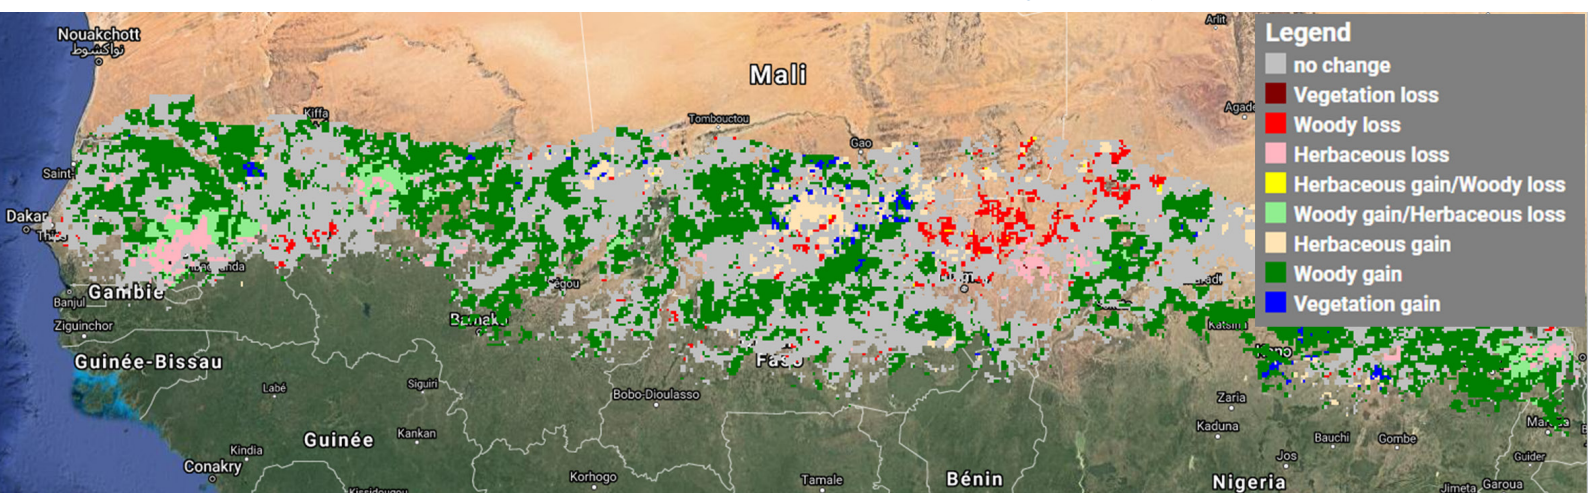 Nouakchott
نواكشوط
Arlit
Mali
Kiffa
Tombouctou
Gao
Saint-
Dakar
Gambie
Banjul
Ziguinchor
Guinée-Bissau
Labé
Siguiri
Bobo-Dioulasso
Guinée
Kankan
Kindia
Conakry
Korhogo
Tamale
Bénin
Zaria
Kaduna
Bauchi
Gombe
Jos
Guider
Nigeria
Jimeta
Garoua
Legend
no change
Vegetation loss
Woody loss
Herbaceous loss
Herbaceous gain/Woody loss
Woody gain/Herbaceous loss
Herbaceous gain
Woody gain
Vegetation gain